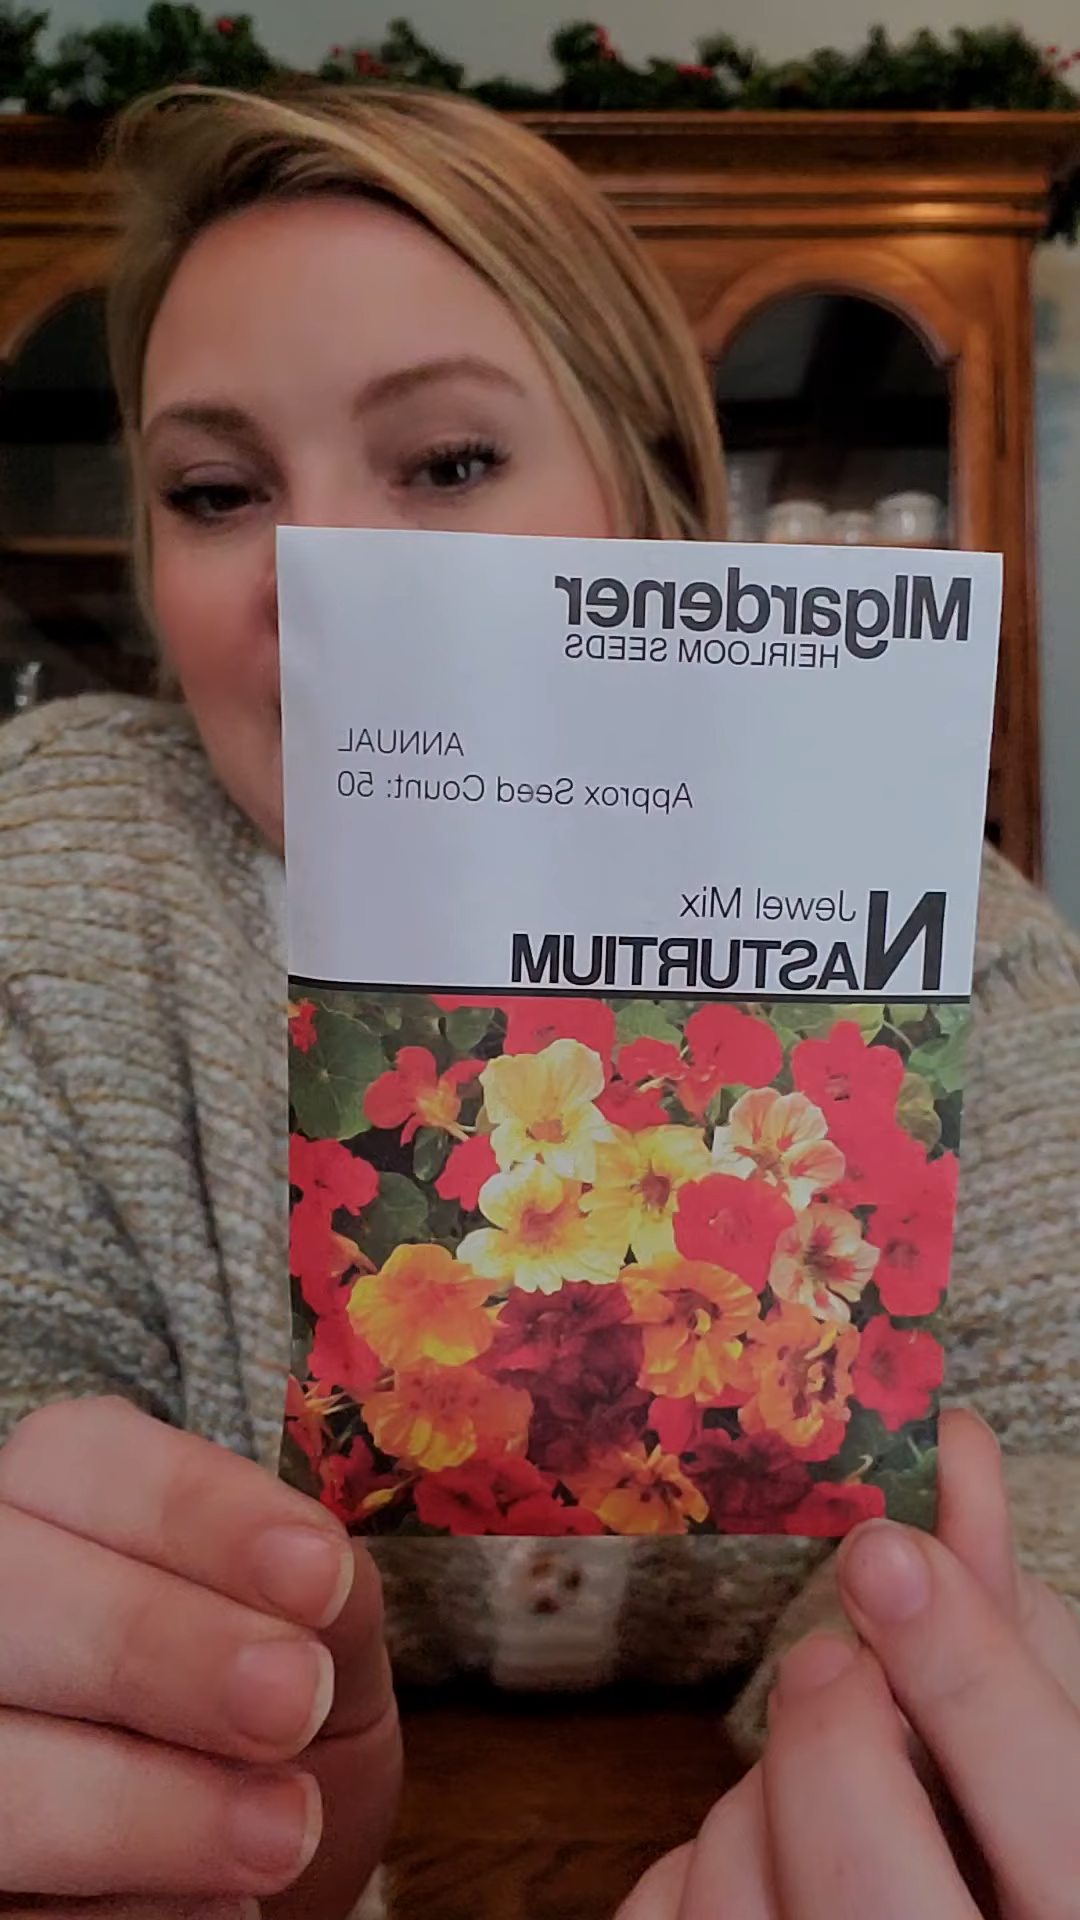 MIgardener
HEIRLOOM SEEDS
ANNUAL
Approx Seed Count: 50
Jewel Mix
NASTURTIUM